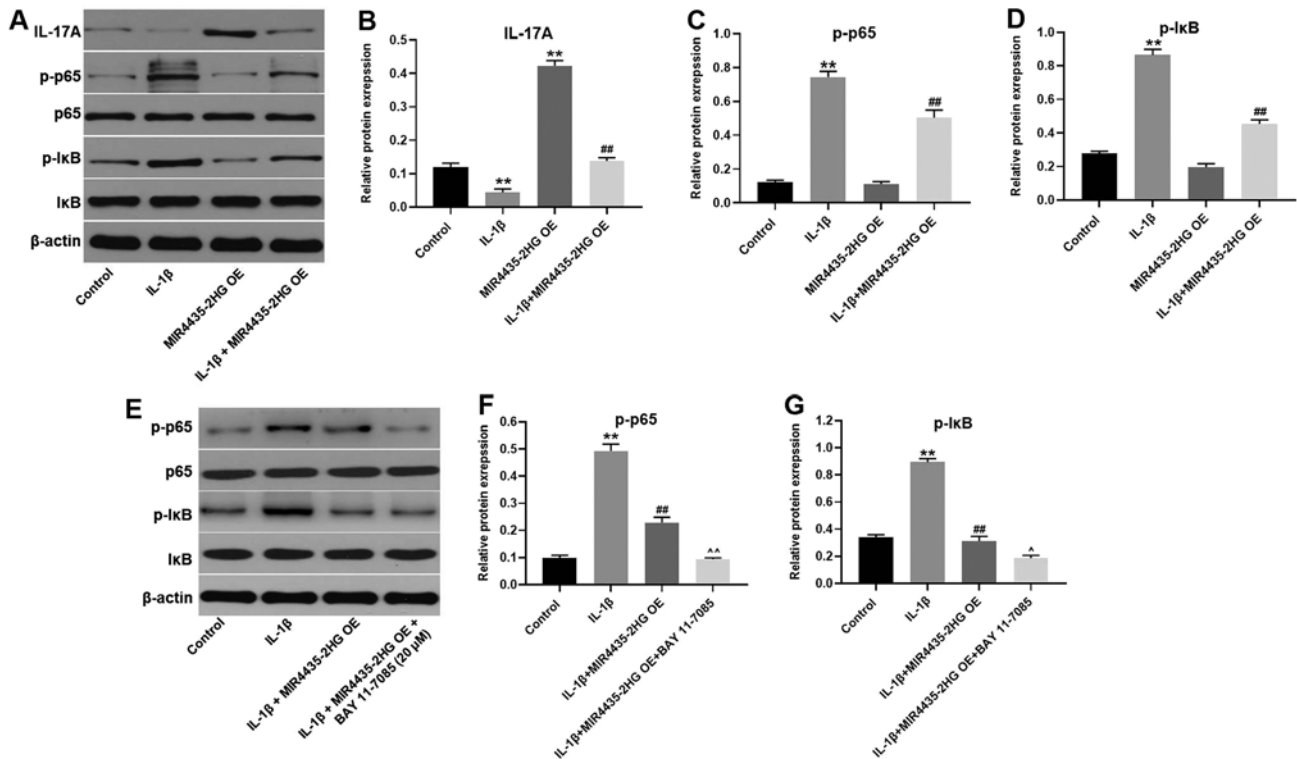 A
IL-17A
p-p65
p65
p-IκB
IκB
β-actin
Control
IL-1β
MIR4435-2HG OE
IL-1β + MIR4435-2HG OE
B
IL-17A
Relative protein exrepssion
0.5
0.4
0.3
0.2
0.1
0.0
**
**
##
Control
IL-1β
MIR4435-2HG OE
IL-1β+MIR4435-2HG OE
C
p-p65
Relative protein exrepssion
1.0
0.8
0.6
0.4
0.2
0.0
**
##
Control
IL-1β
MIR4435-2HG OE
IL-1β+MIR4435-2HG OE
D
p-IκB
Relative protein exrepssion
1.0
0.8
0.6
0.4
0.2
0.0
**
##
Control
IL-1β
MIR4435-2HG OE
IL-1β+MIR4435-2HG OE
E
p-p65
p65
p-IκB
IκB
β-actin
Control
IL-1β
IL-1β + MIR4435-2HG OE
IL-1β + MIR4435-2HG OE +
BAY 11-7085 (20 μM)
F
p-p65
Relative protein exrepssion
0.6
0.5
0.4
0.3
0.2
0.1
0.0
**
##
^^
Control
IL-1β
IL-1β+MIR4435-2HG OE
IL-1β+MIR4435-2HG OE+BAY 11-7085
G
p-IκB
Relative protein exrepssion
1.2
1.0
0.8
0.6
0.4
0.2
0.0
**
##
^
Control
IL-1β
IL-1β+MIR4435-2HG OE
IL-1β+MIR4435-2HG OE+BAY 11-7085